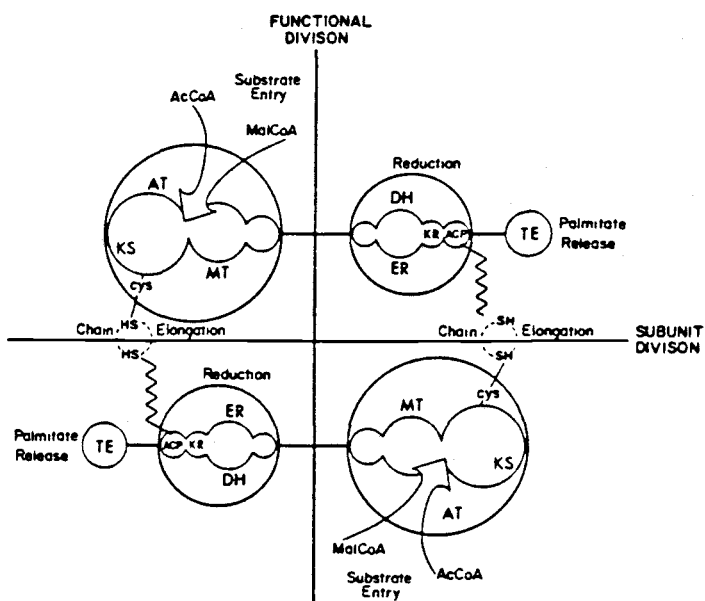 FUNCTIONAL
DIVISON
Substrate
Entry
AcCoA
MalCoA
Reduction
AT
DH
KS
MT
KR
ACP
ER
TE
Palmitate
Release
cys
HS
Chain
Elongation
HS
SH
Chain
Elongation
SH
SUBUNIT
DIVISON
Reduction
cys
ER
MT
Palmitate
Release
TE
ACP
KR
DH
KS
AT
MalCoA
AcCoA
Substrate
Entry